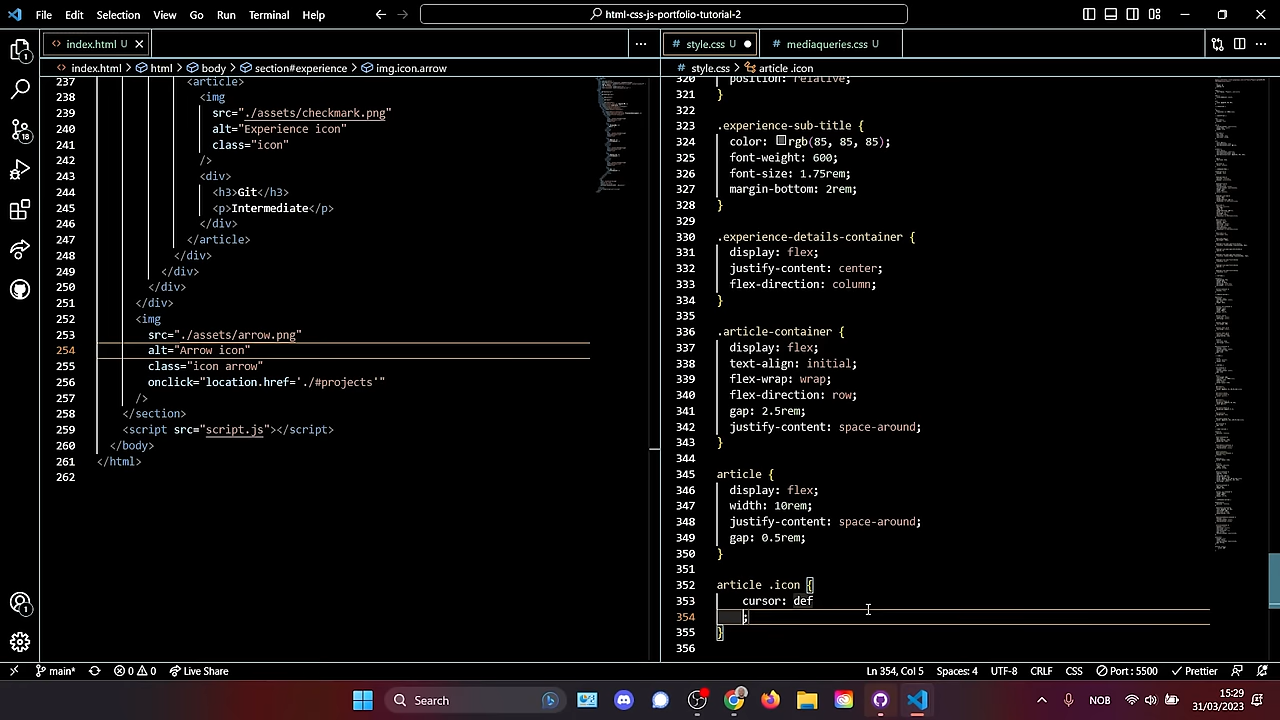 File Edit Selection View Go Run Terminal Help html-css-js-portfolio-tutorial-2
index.html U
index.html > html > body > section#experience > img.icon.arrow
237 <article>
238 <img
239 src="./assets/checkmark.png"
240 alt="Experience icon"
241 class="icon"
242 />
243 <div>
244 <h3>Git</h3>
245 <p>Intermediate</p>
246 </div>
247 </article>
248 </div>
249 </div>
250 </div>
251 </div>
252 <img
253 src="./assets/arrow.png"
254 alt="Arrow icon"
255 class="icon arrow"
256 onclick="location.href='./#projects'"
257 />
258 </section>
259 <script src="script.js"></script>
260 </body>
261 </html>
262
# style.css U # mediaqueries.css U
# style.css > article .icon
320 position: relative;
321 }
322
323 .experience-sub-title {
324 color: rgb(85, 85, 85);
325 font-weight: 600;
326 font-size: 1.75rem;
327 margin-bottom: 2rem;
328 }
329
330 .experience-details-container {
331 display: flex;
332 justify-content: center;
333 flex-direction: column;
334 }
335
336 .article-container {
337 display: flex;
338 text-align: initial;
339 flex-wrap: wrap;
340 flex-direction: row;
341 gap: 2.5rem;
342 justify-content: space-around;
343 }
344
345 article {
346 display: flex;
347 width: 10rem;
348 justify-content: space-around;
349 gap: 0.5rem;
350 }
351
352 article .icon {
353 cursor: def
354 ;
355 }
356
main* 0 0 Live Share Ln 354, Col 5 Spaces: 4 UTF-8 CRLF CSS Port : 5500 Prettier
Search NOB 15:29
31/03/2023